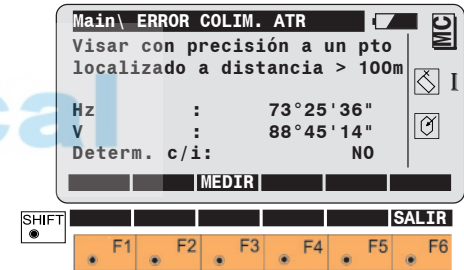 Main\ ERROR COLIM. ATR
MC
Visar con precisión a un pto
localizado a distancia > 100m
I
Hz : 73°25'36"
V : 88°45'14"
Determ. c/i: NO
MEDIR
SHIFT SALIR
F1 F2 F3 F4 F5 F6
cal